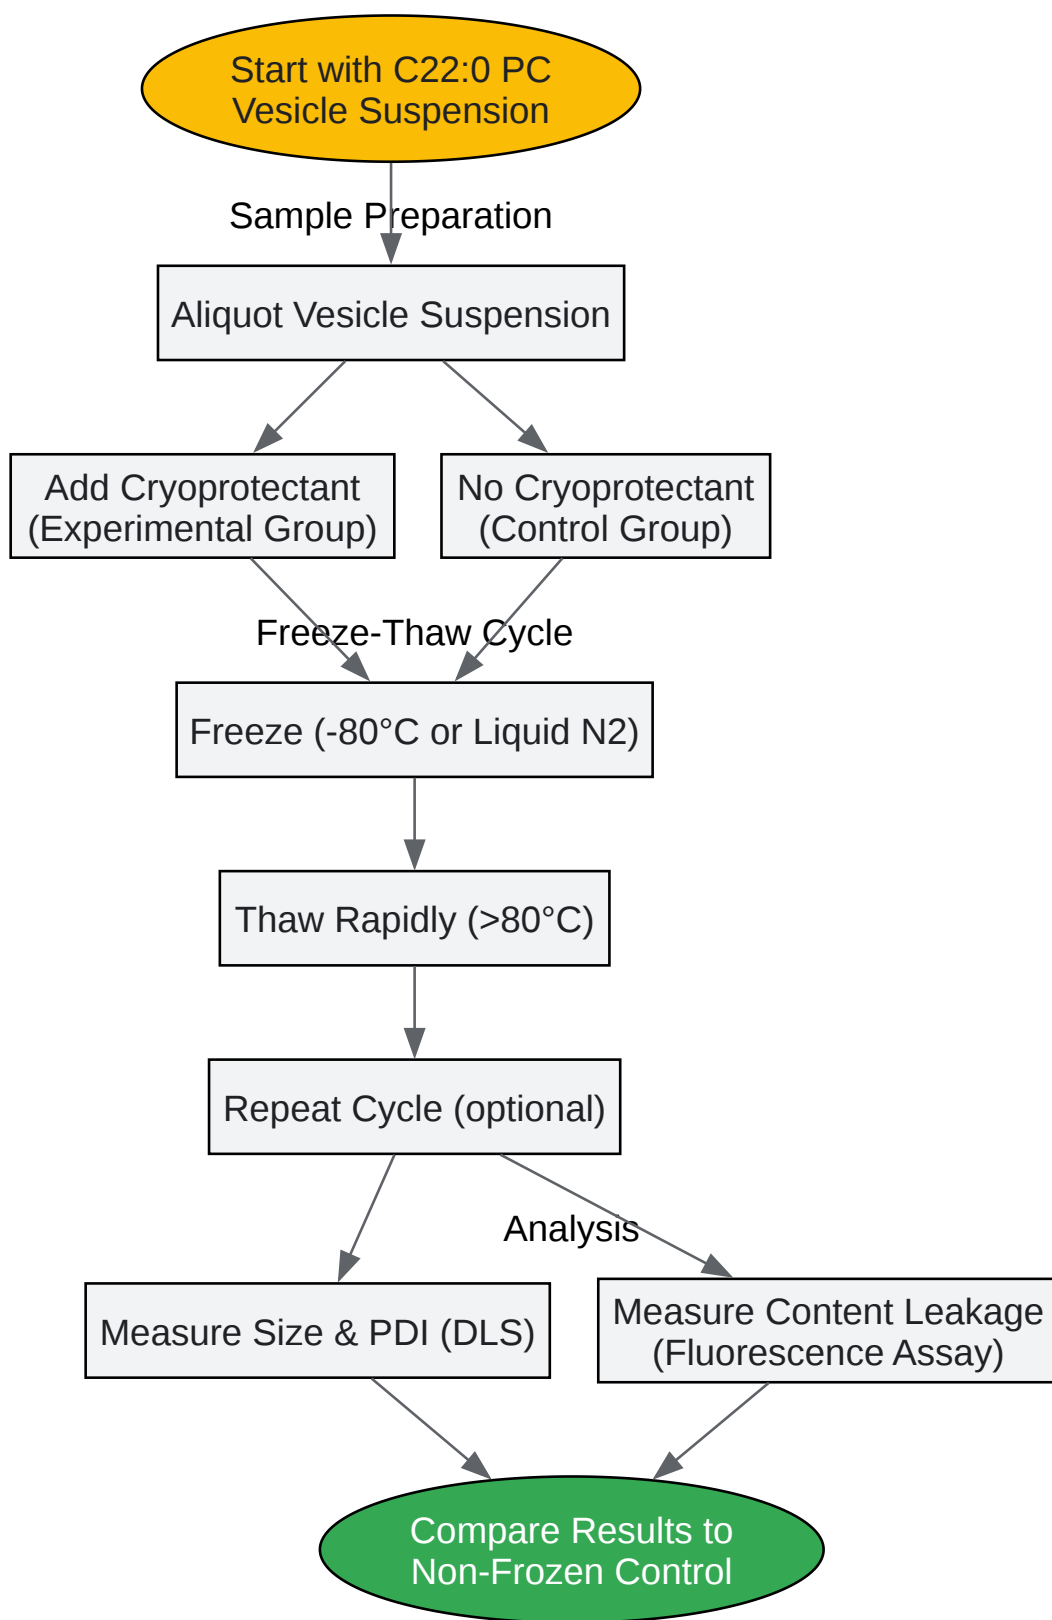 Start with C22:0 PC
Vesicle Suspension
Sample Preparation
Aliquot Vesicle Suspension
Add Cryoprotectant
(Experimental Group)
No Cryoprotectant
(Control Group)
Freeze-Thaw Cycle
Freeze (-80°C or Liquid N2)
Thaw Rapidly (>80°C)
Repeat Cycle (optional)
Analysis
Measure Size & PDI (DLS)
Measure Content Leakage
(Fluorescence Assay)
Compare Results to
Non-Frozen Control